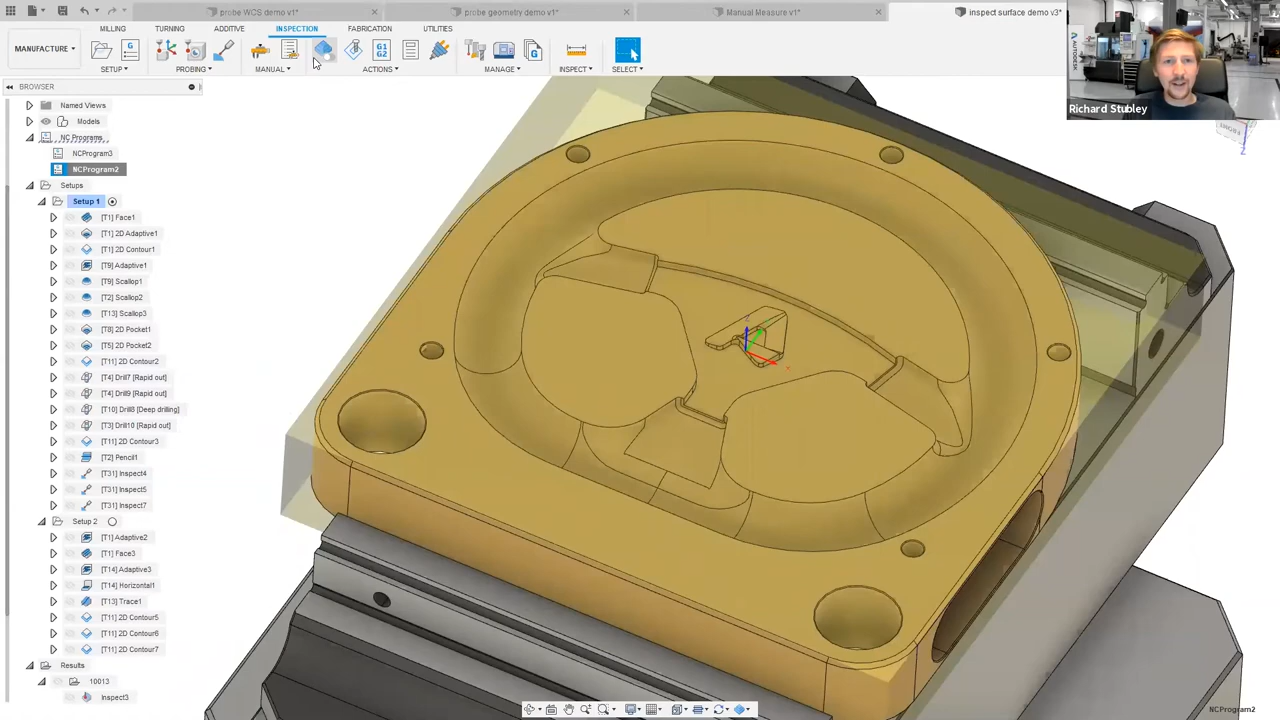 probe WCS demo v1*
probe geometry demo v1*
Manual Measure v1*
inspect surface demo v3*
MILLING
TURNING
ADDITIVE
INSPECTION
FABRICATION
UTILITIES
MANUFACTURE
G1
G2
SETUP
PROBING
MANUAL
ACTIONS
MANAGE
INSPECT
SELECT
AUTODESK
Richard Stubley
BROWSER
Named Views
Models
NC Programs
NCProgram3
NCProgram2
Setups
Setup 1
[T1] Face1
[T1] 2D Adaptive1
[T1] 2D Contour1
[T9] Adaptive1
[T9] Scallop1
[T2] Scallop2
[T13] Scallop3
[T8] 2D Pocket1
[T5] 2D Pocket2
[T11] 2D Contour2
[T4] Drill7 [Rapid out]
[T4] Drill9 [Rapid out]
[T10] Drill8 [Deep drilling]
[T3] Drill10 [Rapid out]
[T11] 2D Contour3
[T2] Pencil1
[T31] Inspect4
[T31] Inspect5
[T31] Inspect7
Setup 2
[T1] Adaptive2
[T1] Face3
[T14] Adaptive3
[T14] Horizontal1
[T13] Trace1
[T11] 2D Contour5
[T11] 2D Contour6
[T11] 2D Contour7
Results
10013
Inspect3
Z
NCProgram2